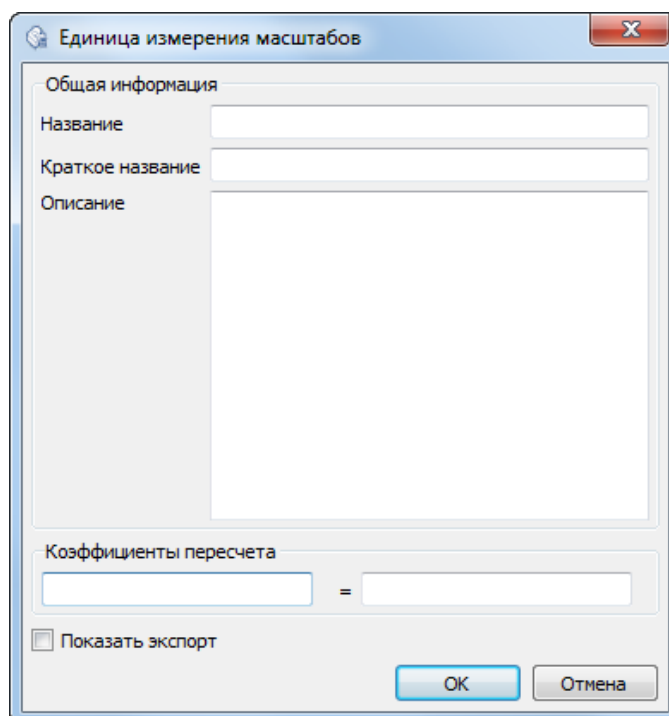 Единица измерения масштабов
Общая информация
Название
Краткое название
Описание
Коэффициенты пересчета
=
Показать экспорт
OK
Отмена